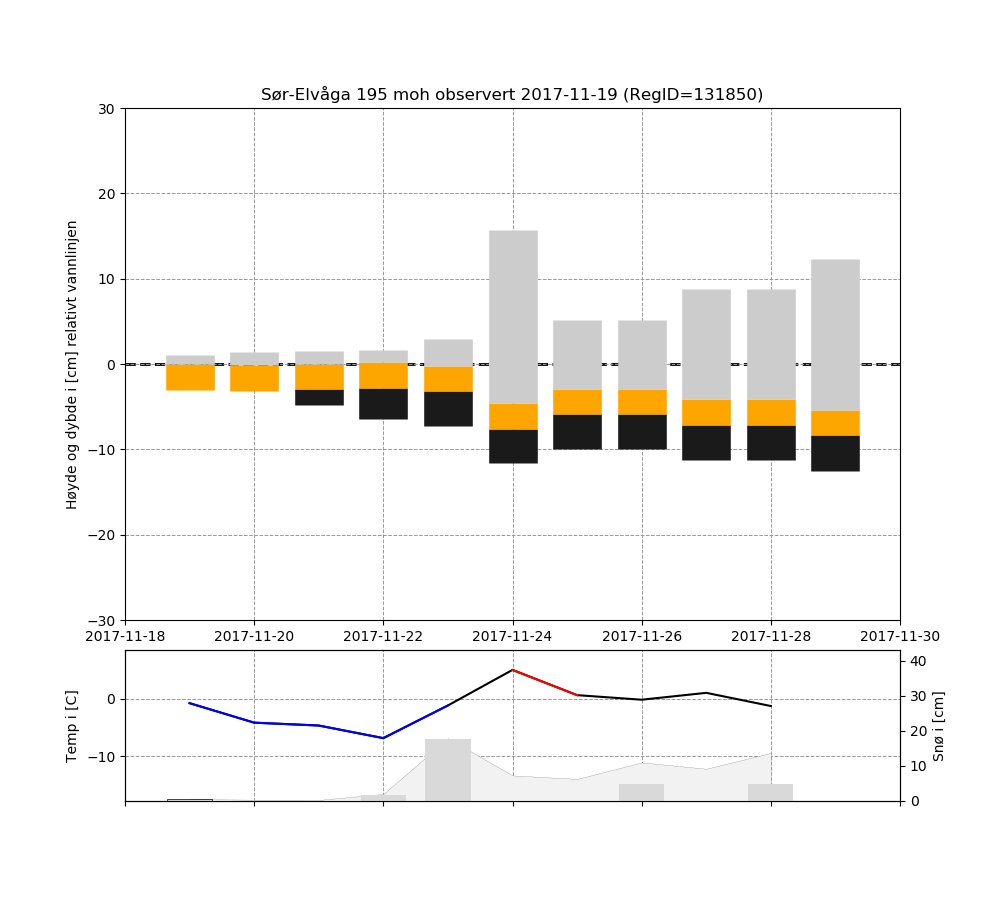 Sør-Elvåga 195 moh observert 2017-11-19 (RegID=131850)
30
20
10
0
−10
−20
−30
Høyde og dybde i [cm] relativt vannlinjen
2017-11-18 2017-11-20 2017-11-22 2017-11-24 2017-11-26 2017-11-28 2017-11-30
0
−10
Temp i [C]
40
30
20
10
0
Snø i [cm]